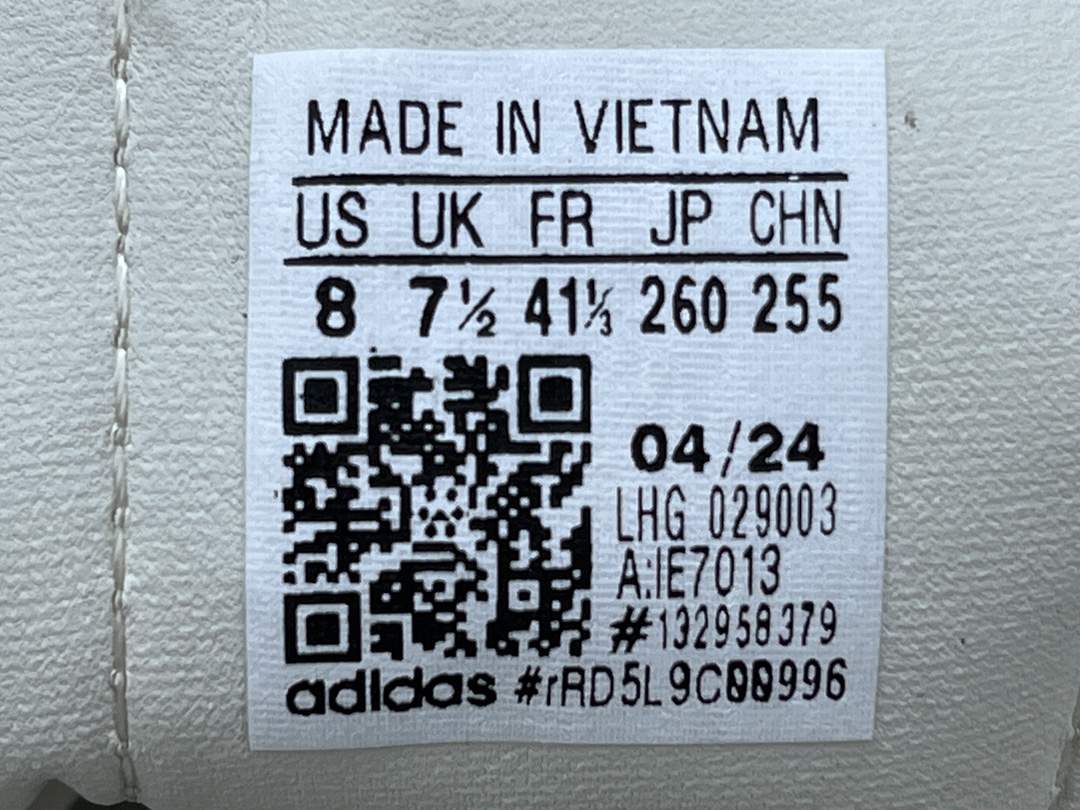 MADE IN VIETNAM
US UK FR JP CHN
8 7½ 41⅓ 260 255
04/24
LHG 029003
A:IE7013
#132958379
adidas #rRD5L9C00996